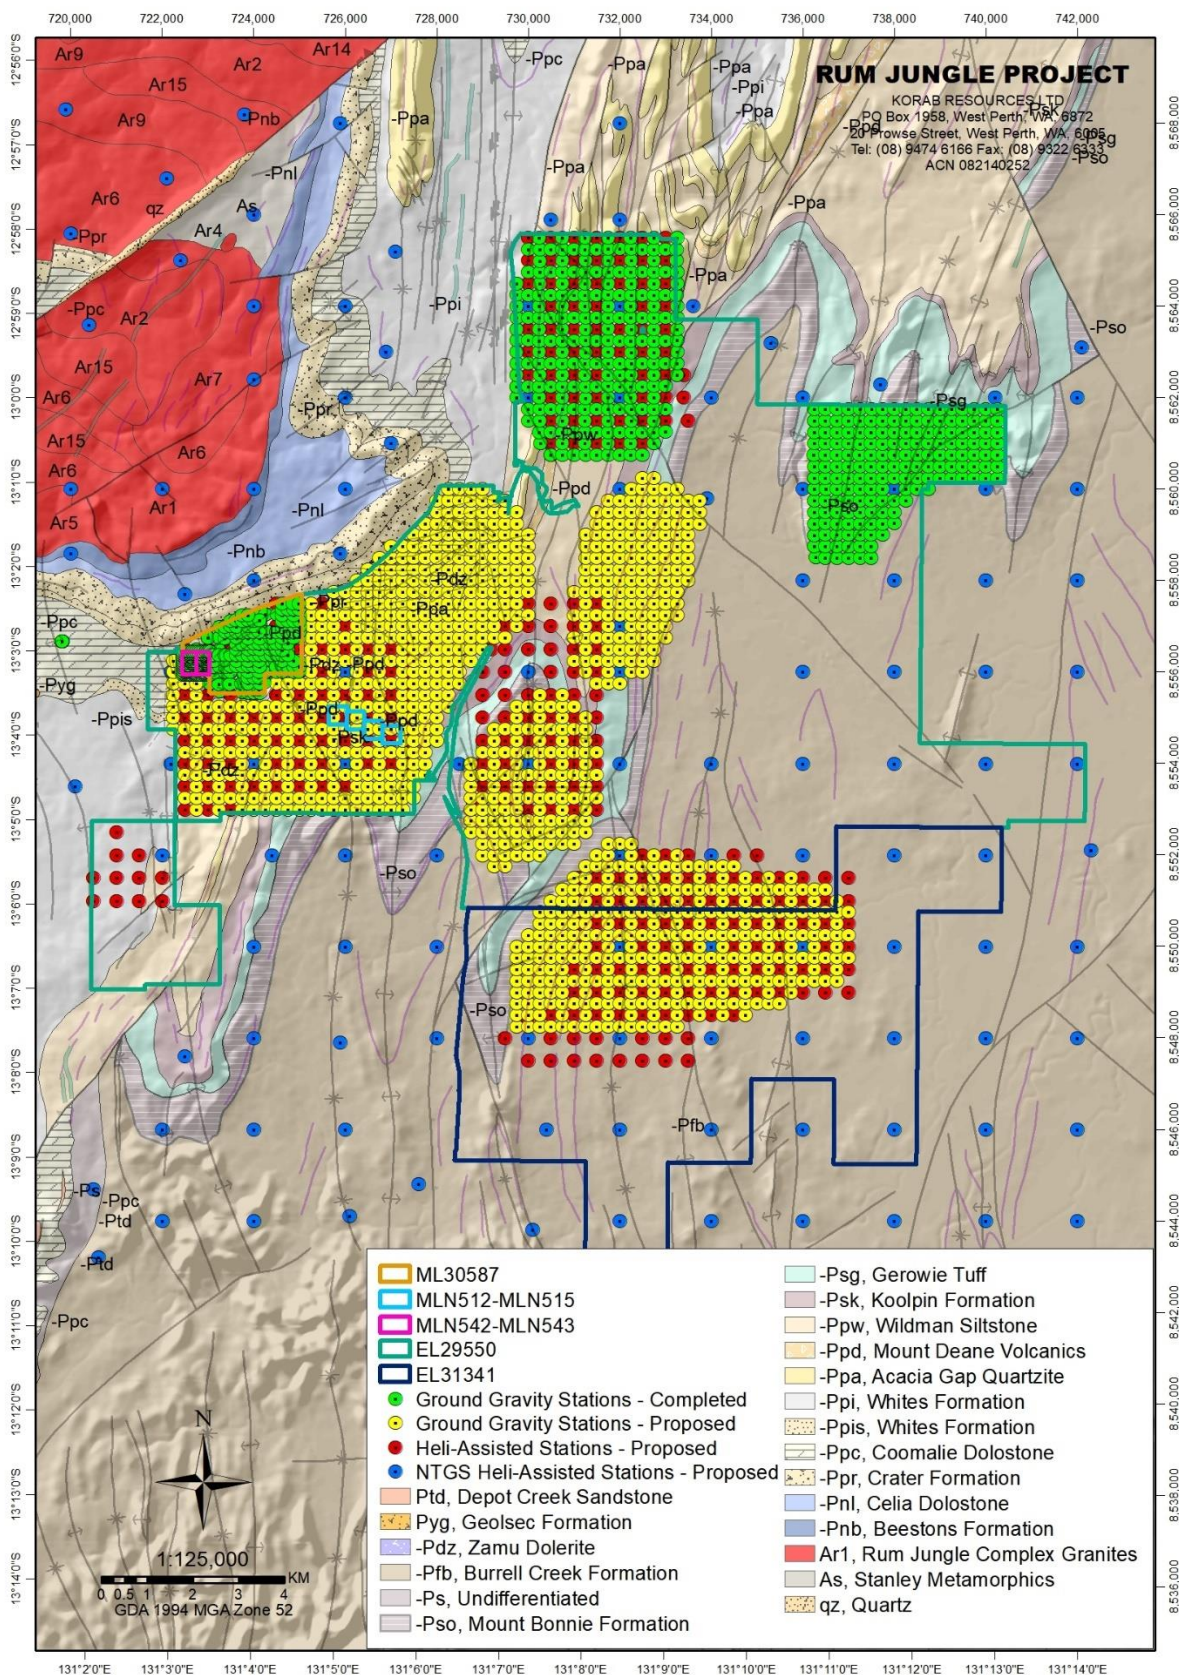 720,000 722,000 724,000 726,000 728,000 730,000 732,000 734,000 736,000 738,000 740,000 742,000
RUM JUNGLE PROJECT
KORAB RESOURCES LTD
PO Box 1958, West Perth, WA, 6872
20 Prowse Street, West Perth, WA, 6005
Tel: (08) 9474 6166 Fax: (08) 9322 6333
ACN 082140252
12°56'0"S
12°57'0"S
12°58'0"S
12°59'0"S
13°0'0"S
13°1'0"S
13°2'0"S
13°3'0"S
13°4'0"S
13°5'0"S
13°6'0"S
13°7'0"S
13°8'0"S
13°9'0"S
13°10'0"S
13°11'0"S
13°12'0"S
13°13'0"S
13°14'0"S
8,568,000
8,566,000
8,564,000
8,562,000
8,560,000
8,558,000
8,556,000
8,554,000
8,552,000
8,550,000
8,548,000
8,546,000
8,544,000
8,542,000
8,540,000
8,538,000
8,536,000
Ar9
Ar2
Ar14
Ar15
Ar9
-Pnb
-Ppa
-Ppc
-Ppa
-Ppa
-Ppi
-Ppa
-Psk
-Ppd
-Psg
-Pso
-Pnl
-Ppa
Ar6
qz
As
Ar4
-Ppa
Ppr
-Ppa
-Ppc
Ar2
-Ppi
-Pso
Ar15
Ar7
Ar6
-Ppr
-Psg
Ar15
Ar6
-Ppw
Ar6
-Ppd
Ar1
-Pnl
-Pso
Ar5
-Pnb
-Pdz
-Ppr
-Ppa
-Ppc
-Ppd
-Pdz
-Ppd
-Pyg
-Ppis
-Ppd
-Ppd
-Psk
-Pdz
-Pso
-Pso
-Pfb
-Ps
-Ppc
-Ptd
-Ptd
-Ppc
N
1:125,000
KM
0 0.5 1 2 3 4
GDA 1994 MGA Zone 52
ML30587
MLN512-MLN515
MLN542-MLN543
EL29550
EL31341
Ground Gravity Stations - Completed
Ground Gravity Stations - Proposed
Heli-Assisted Stations - Proposed
NTGS Heli-Assisted Stations - Proposed
Ptd, Depot Creek Sandstone
Pyg, Geolsec Formation
-Pdz, Zamu Dolerite
-Pfb, Burrell Creek Formation
-Ps, Undifferentiated
-Pso, Mount Bonnie Formation
-Psg, Gerowie Tuff
-Psk, Koolpin Formation
-Ppw, Wildman Siltstone
-Ppd, Mount Deane Volcanics
-Ppa, Acacia Gap Quartzite
-Ppi, Whites Formation
-Ppis, Whites Formation
-Ppc, Coomalie Dolostone
-Ppr, Crater Formation
-Pnl, Celia Dolostone
-Pnb, Beestons Formation
Ar1, Rum Jungle Complex Granites
As, Stanley Metamorphics
qz, Quartz
131°2'0"E 131°3'0"E 131°4'0"E 131°5'0"E 131°6'0"E 131°7'0"E 131°8'0"E 131°9'0"E 131°10'0"E 131°11'0"E 131°12'0"E 131°13'0"E 131°14'0"E